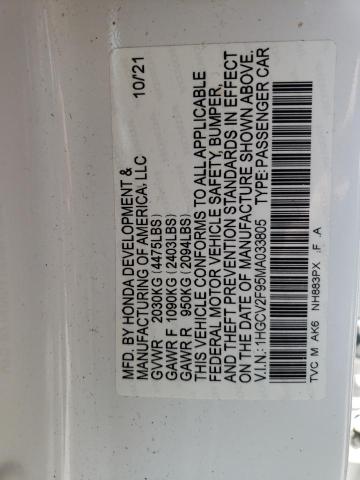 MFD. BY HONDA DEVELOPMENT & 10/21
MANUFACTURING OF AMERICA, LLC
GVWR 2030KG (4475LBS)
GAWR F 1090KG (2403LBS)
GAWR R 950KG (2094LBS)
THIS VEHICLE CONFORMS TO ALL APPLICABLE
FEDERAL MOTOR VEHICLE SAFETY, BUMPER,
AND THEFT PREVENTION STANDARDS IN EFFECT
ON THE DATE OF MANUFACTURE SHOWN ABOVE.
V.I.N.: 1HGCV2F95MA033805 TYPE: PASSENGER CAR
TVC M AK6 NH883PX F A